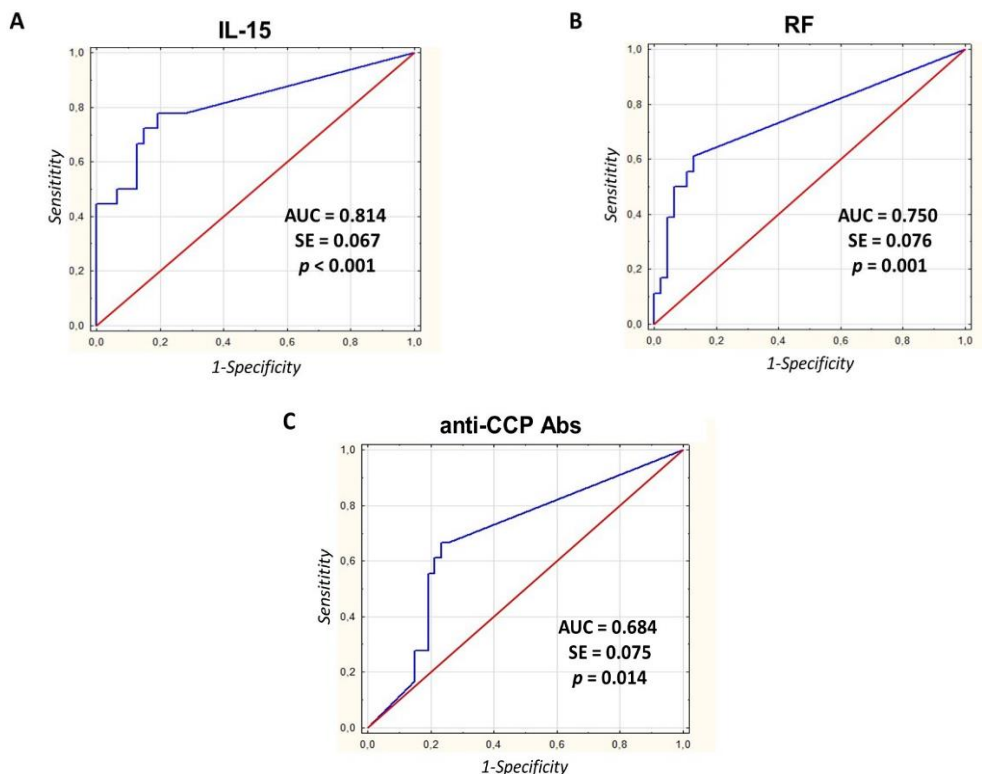 A
IL-15
1,0
0,8
0,6
0,4
0,2
0,0
Sensititity
AUC = 0.814
SE = 0.067
p < 0.001
0,0 0,2 0,4 0,6 0,8 1,0
1-Specificity
B
RF
1,0
0,8
0,6
0,4
0,2
0,0
Sensititity
AUC = 0.750
SE = 0.076
p = 0.001
0,0 0,2 0,4 0,6 0,8 1,0
1-Specificity
C
anti-CCP Abs
1,0
0,8
0,6
0,4
0,2
0,0
Sensititity
AUC = 0.684
SE = 0.075
p = 0.014
0,0 0,2 0,4 0,6 0,8 1,0
1-Specificity